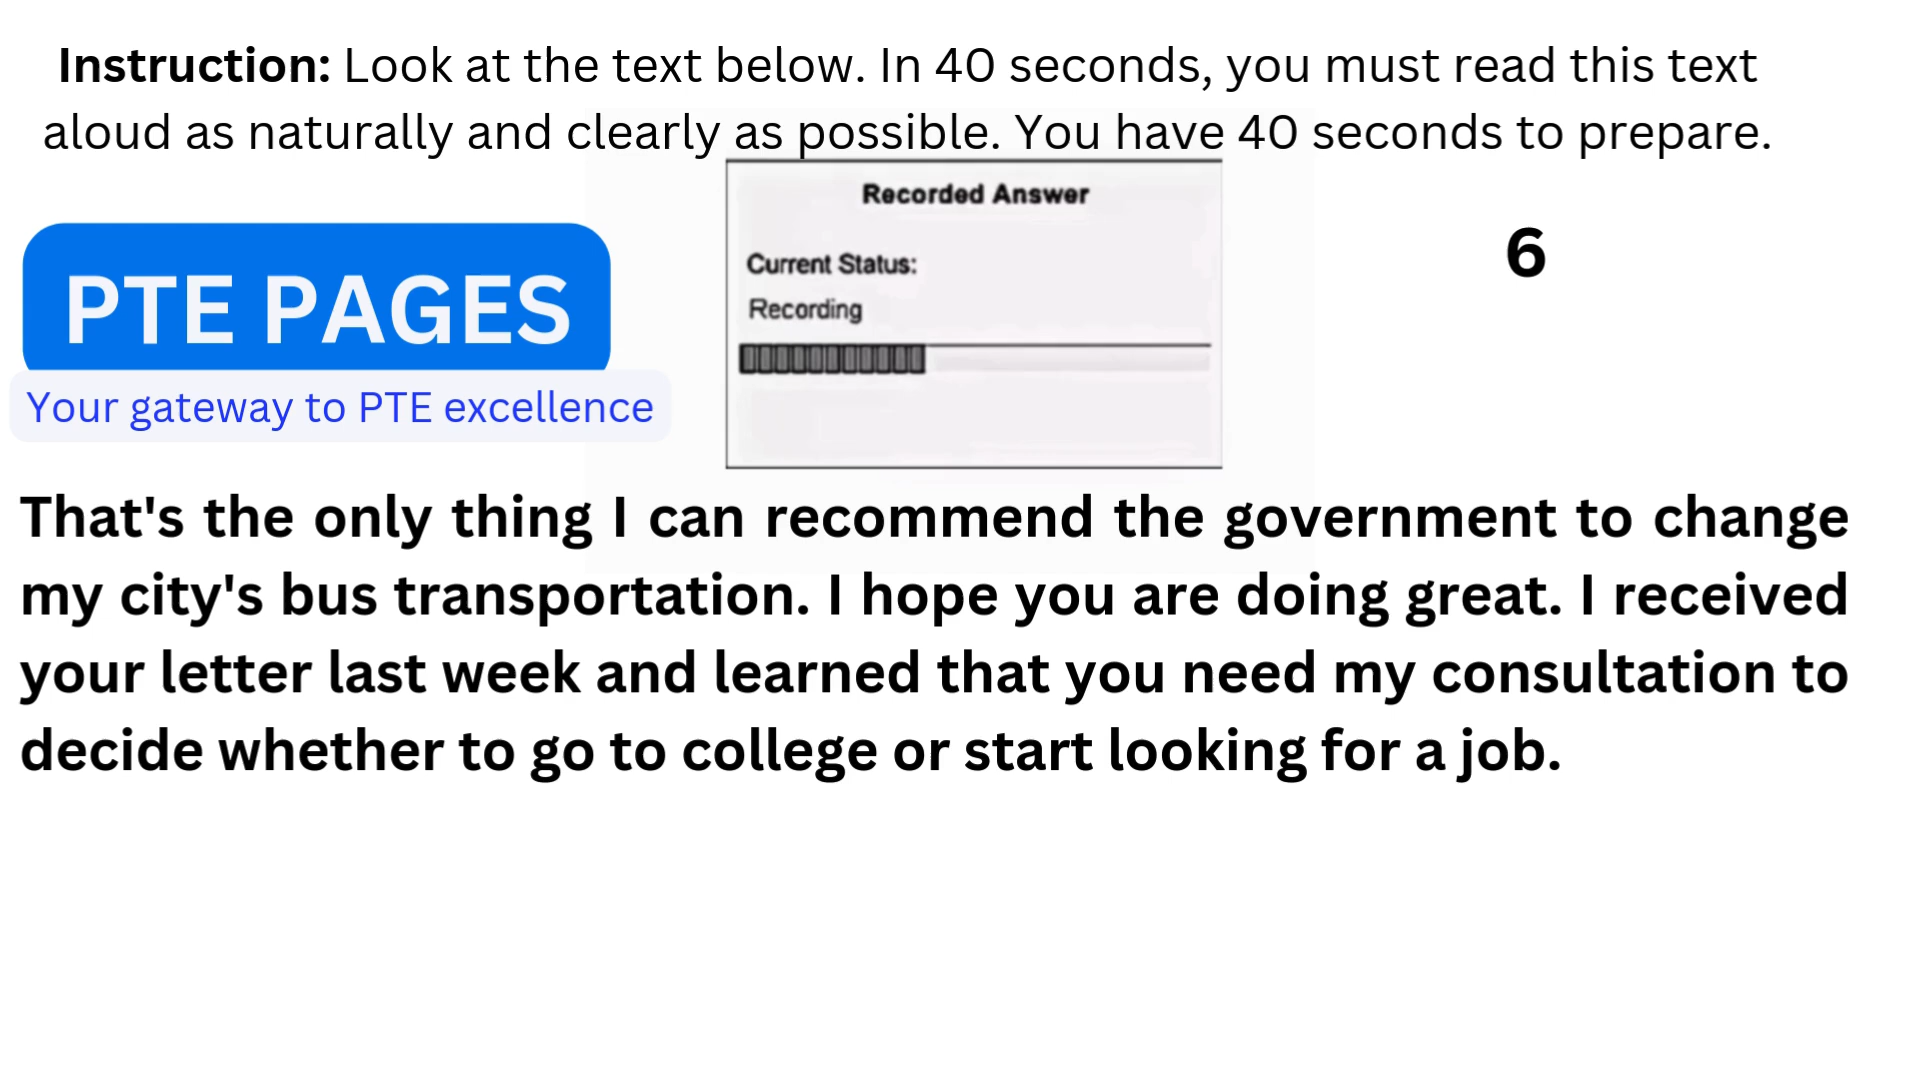 Instruction: Look at the text below. In 40 seconds, you must read this text
aloud as naturally and clearly as possible. You have 40 seconds to prepare.
Recorded Answer
Current Status:
Recording
6
PTE PAGES
Your gateway to PTE excellence
That's the only thing I can recommend the government to change
my city's bus transportation. I hope you are doing great. I received
your letter last week and learned that you need my consultation to
decide whether to go to college or start looking for a job.